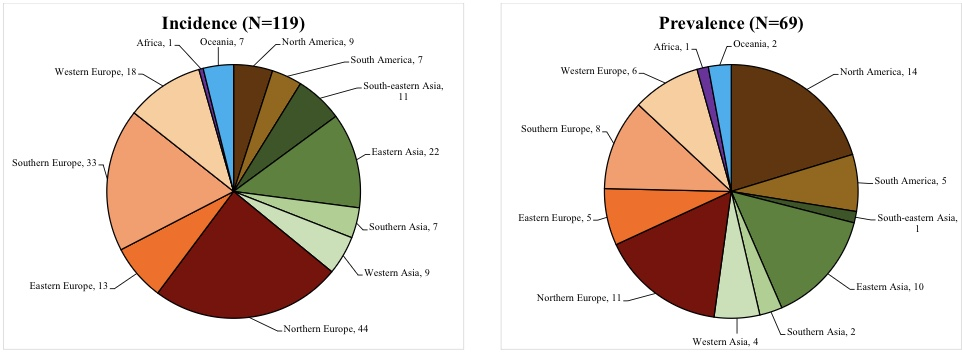 Incidence (N=119)
Africa, 1
Oceania, 7
North America, 9
South America, 7
South-eastern Asia,
11
Eastern Asia, 22
Southern Asia, 7
Western Asia, 9
Northern Europe, 44
Eastern Europe, 13
Southern Europe, 33
Western Europe, 18
Prevalence (N=69)
Africa, 1
Oceania, 2
North America, 14
South America, 5
South-eastern Asia,
1
Eastern Asia, 10
Southern Asia, 2
Western Asia, 4
Northern Europe, 11
Eastern Europe, 5
Southern Europe, 8
Western Europe, 6